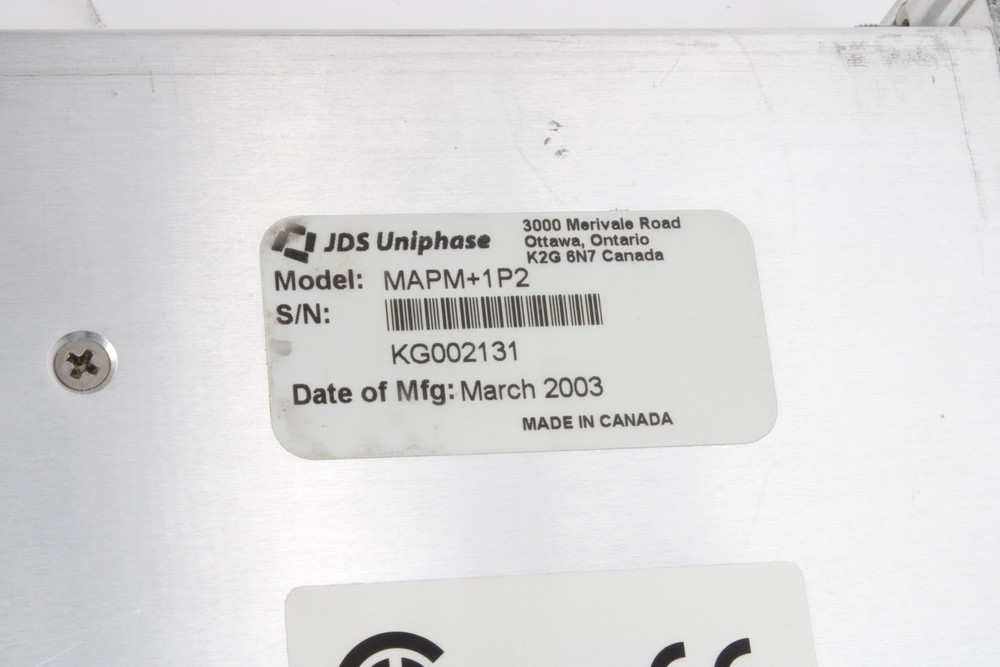 JDS Uniphase
3000 Merivale Road
Ottawa, Ontario
K2G 6N7 Canada
Model: MAPM+1P2
S/N:
KG002131
Date of Mfg: March 2003
MADE IN CANADA